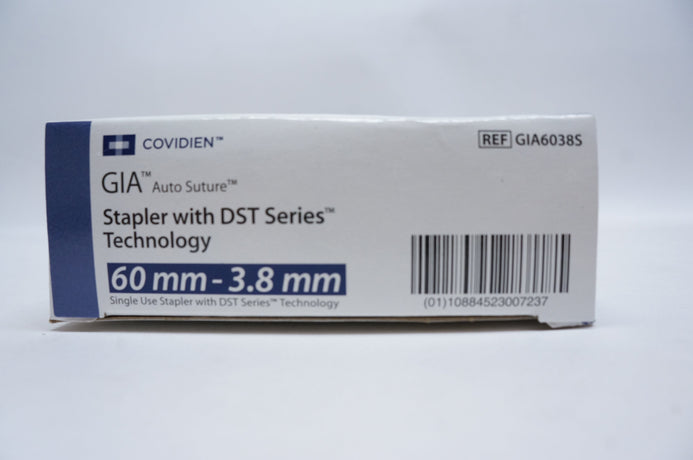 COVIDIEN™
REF GIA6038S
GIA™ Auto Suture™
Stapler with DST Series™
Technology
60 mm - 3.8 mm
Single Use Stapler with DST Series™ Technology
(01)10884523007237